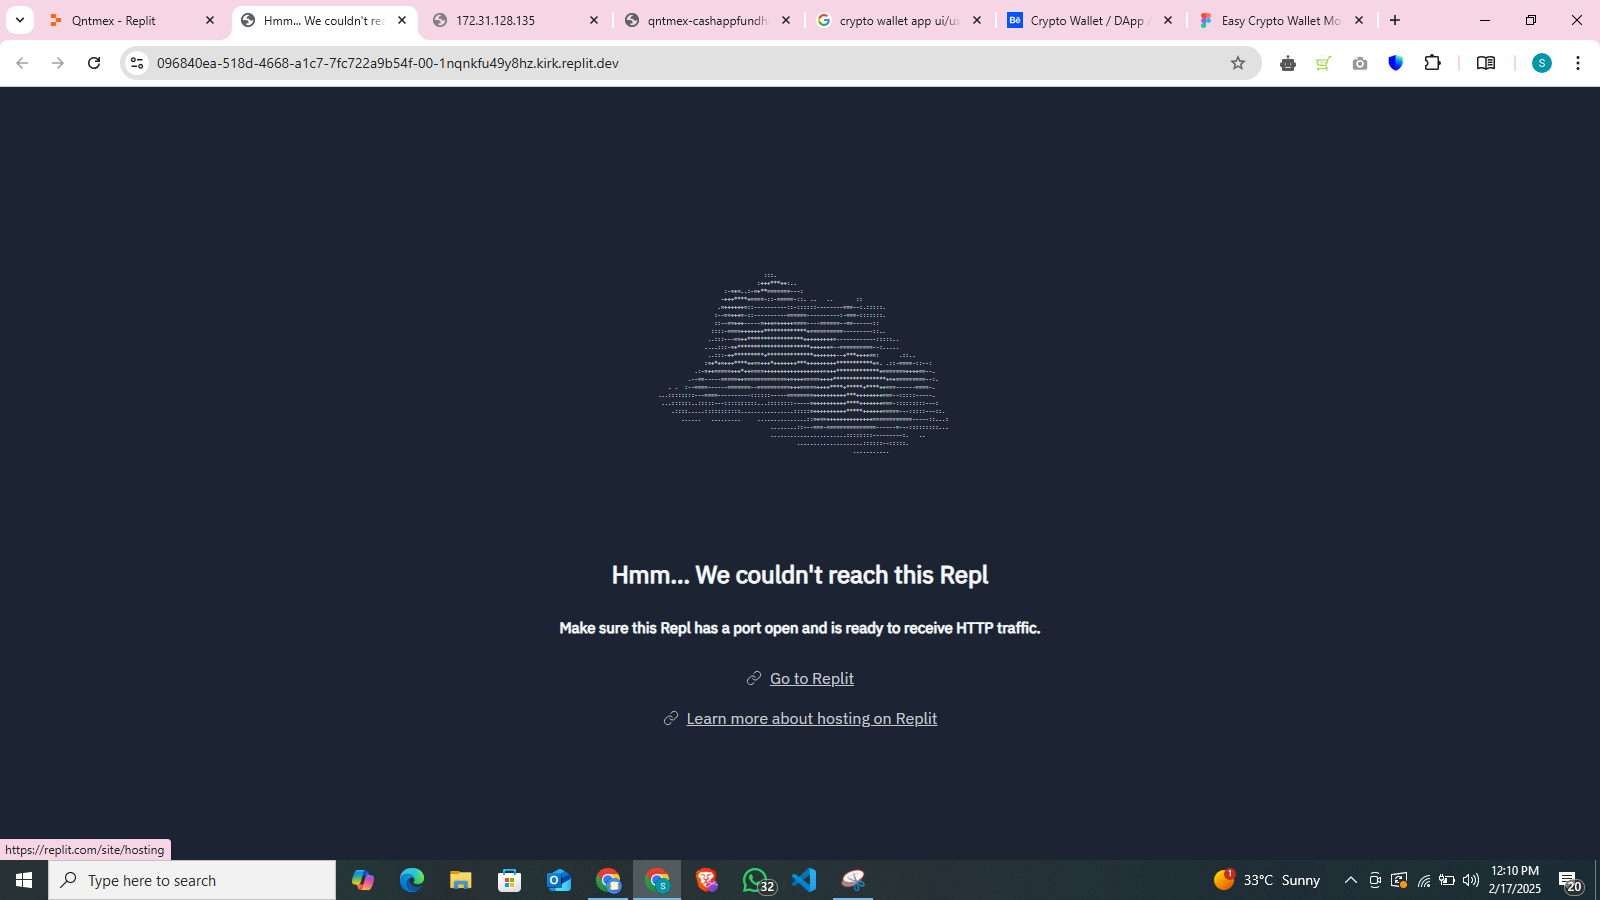 Qntmex - Replit
Hmm... We couldn't rea
172.31.128.135
qntmex-cashappfundh
crypto wallet app ui/ux
Crypto Wallet / DApp /
Easy Crypto Wallet Mo
096840ea-518d-4668-a1c7-7fc722a9b54f-00-1nqnkfu49y8hz.kirk.replit.dev
S
Hmm... We couldn't reach this Repl
Make sure this Repl has a port open and is ready to receive HTTP traffic.
Go to Replit
Learn more about hosting on Replit
https://replit.com/site/hosting
Type here to search
32
1
33°C Sunny
12:10 PM
2/17/2025
20